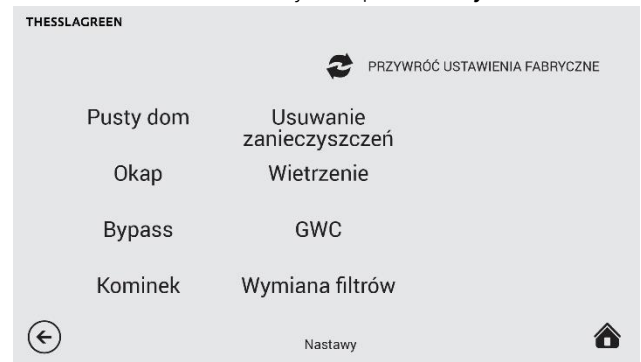 THESSLAGREEN
PRZYWRÓĆ USTAWIENIA FABRYCZNE
Pusty dom
Usuwanie
zanieczyszczeń
Okap
Wietrzenie
Bypass
GWC
Kominek
Wymiana filtrów
Nastawy